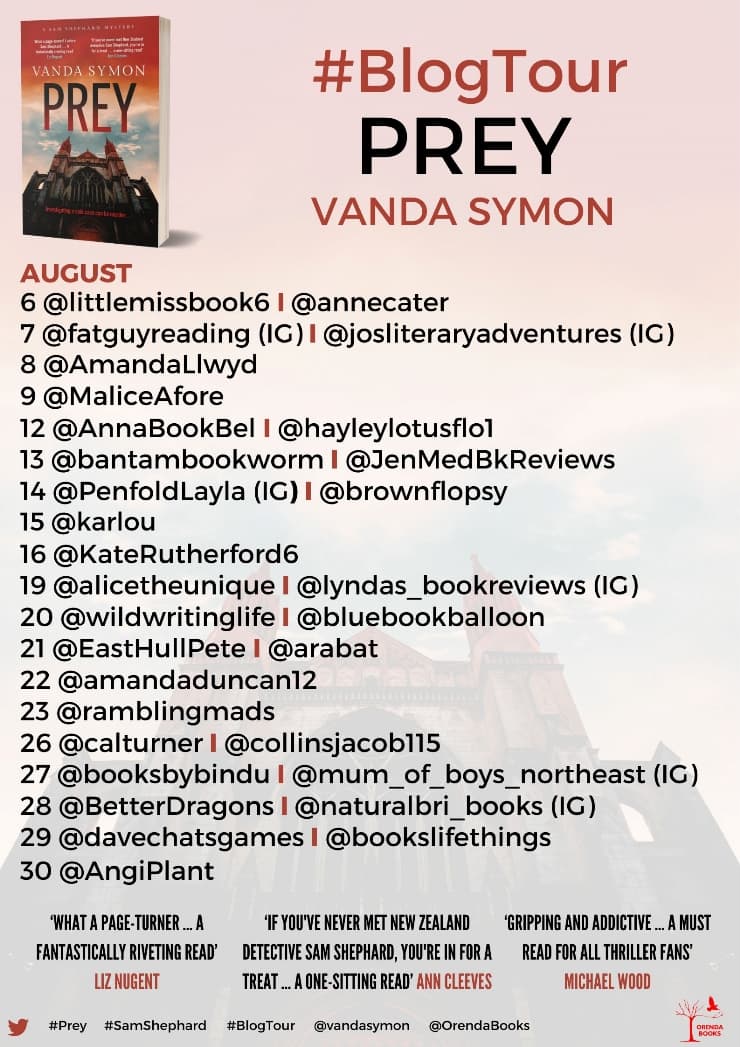 A SAM SHEPHARD MYSTERY
VANDA SYMON
PREY
#BlogTour
PREY
VANDA SYMON
AUGUST
6 @littlemissbook6 I @annecater
7 @fatguyreading (IG) I @josliteraryadventures (IG)
8 @AmandaLlwyd
9 @MaliceAfore
12 @AnnaBookBel I @hayleylotusflo1
13 @bantambookworm I @JenMedBkReviews
14 @PenfoldLayla (IG) I @brownflopsy
15 @karlou
16 @KateRutherford6
19 @alicetheunique I @lyndas_bookreviews (IG)
20 @wildwritinglife I @bluebookballoon
21 @EastHullPete I @arabat
22 @amandaduncan12
23 @ramblingmads
26 @calturner I @collinsjacob115
27 @booksbybindu I @mum_of_boys_northeast (IG)
28 @BetterDragons I @naturalbri_books (IG)
29 @davechatsgames I @bookslifethings
30 @AngiPlant
‘WHAT A PAGE-TURNER ... A
FANTASTICALLY RIVETING READ’
LIZ NUGENT
‘IF YOU'VE NEVER MET NEW ZEALAND
DETECTIVE SAM SHEPHARD, YOU'RE IN FOR A
TREAT ... A ONE-SITTING READ’ ANN CLEEVES
‘GRIPPING AND ADDICTIVE ... A MUST
READ FOR ALL THRILLER FANS’
MICHAEL WOOD
#Prey #SamShephard #BlogTour @vandasymon @OrendaBooks
ORENDA
BOOKS